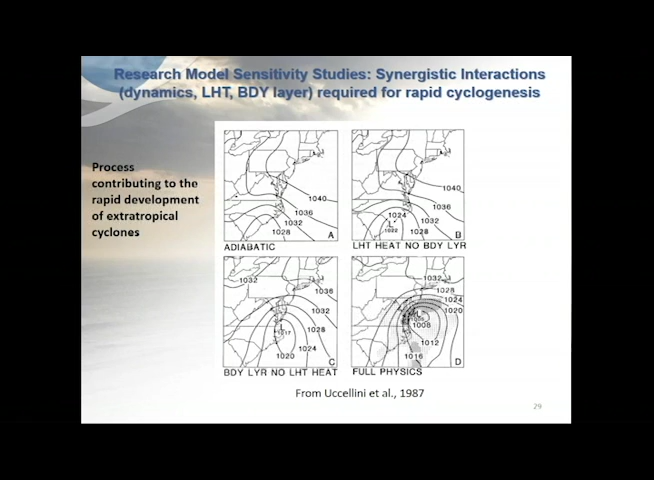 Research Model Sensitivity Studies: Synergistic Interactions
(dynamics, LHT, BDY layer) required for rapid cyclogenesis
Process
contributing to the
rapid development
of extratropical
cyclones
1040
1036
1032
1028
A
ADIABATIC
1040
1036
1032
1024
L
1022
1028
B
LHT HEAT NO BDY LYR
1032
1036
1032
L
1017
1028
1024
1020
C
BDY LYR NO LHT HEAT
1032
1028
1024
1020
L
1008
1012
1016
D
FULL PHYSICS
From Uccellini et al., 1987
29